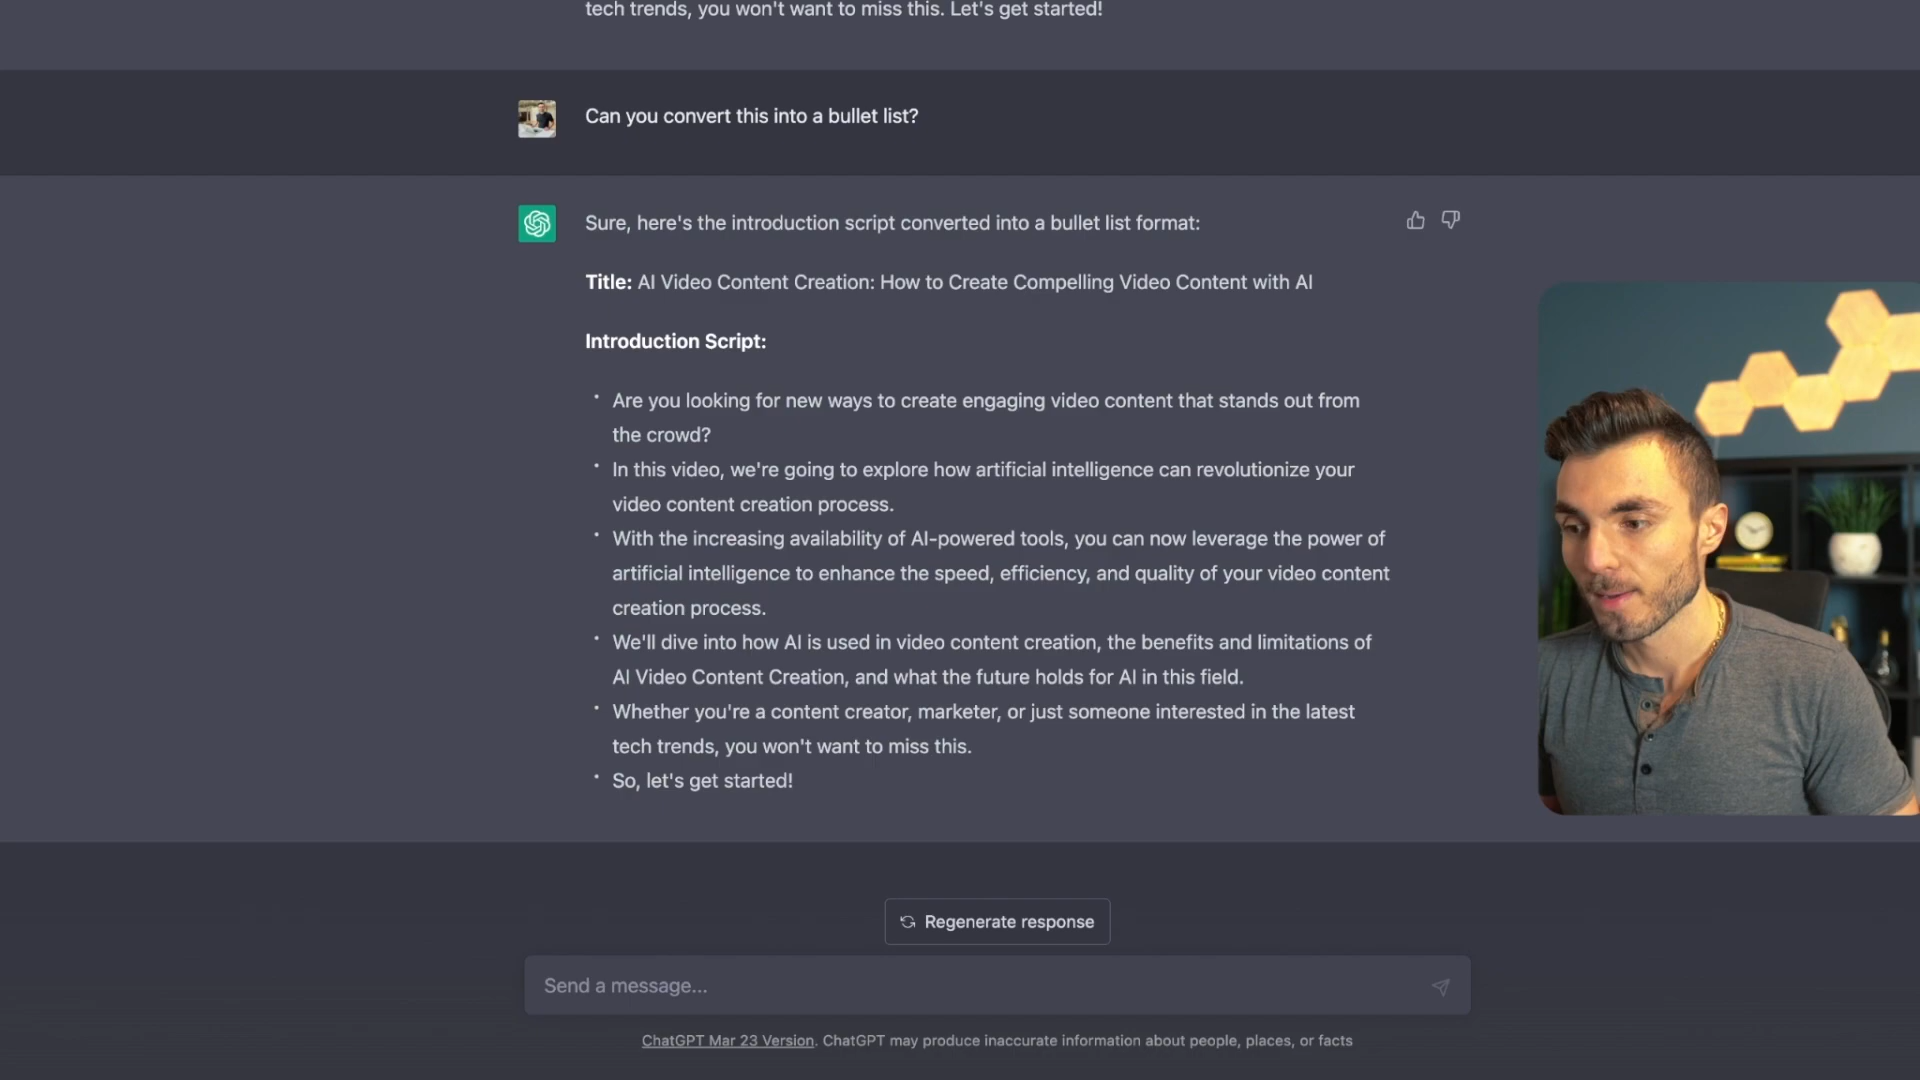 tech trends, you won't want to miss this. Let's get started!
Can you convert this into a bullet list?
Sure, here's the introduction script converted into a bullet list format:
Title: AI Video Content Creation: How to Create Compelling Video Content with AI
Introduction Script:
• Are you looking for new ways to create engaging video content that stands out from
the crowd?
• In this video, we're going to explore how artificial intelligence can revolutionize your
video content creation process.
• With the increasing availability of AI-powered tools, you can now leverage the power of
artificial intelligence to enhance the speed, efficiency, and quality of your video content
creation process.
• We'll dive into how AI is used in video content creation, the benefits and limitations of
AI Video Content Creation, and what the future holds for AI in this field.
• Whether you're a content creator, marketer, or just someone interested in the latest
tech trends, you won't want to miss this.
• So, let's get started!
Regenerate response
Send a message...
ChatGPT Mar 23 Version. ChatGPT may produce inaccurate information about people, places, or facts